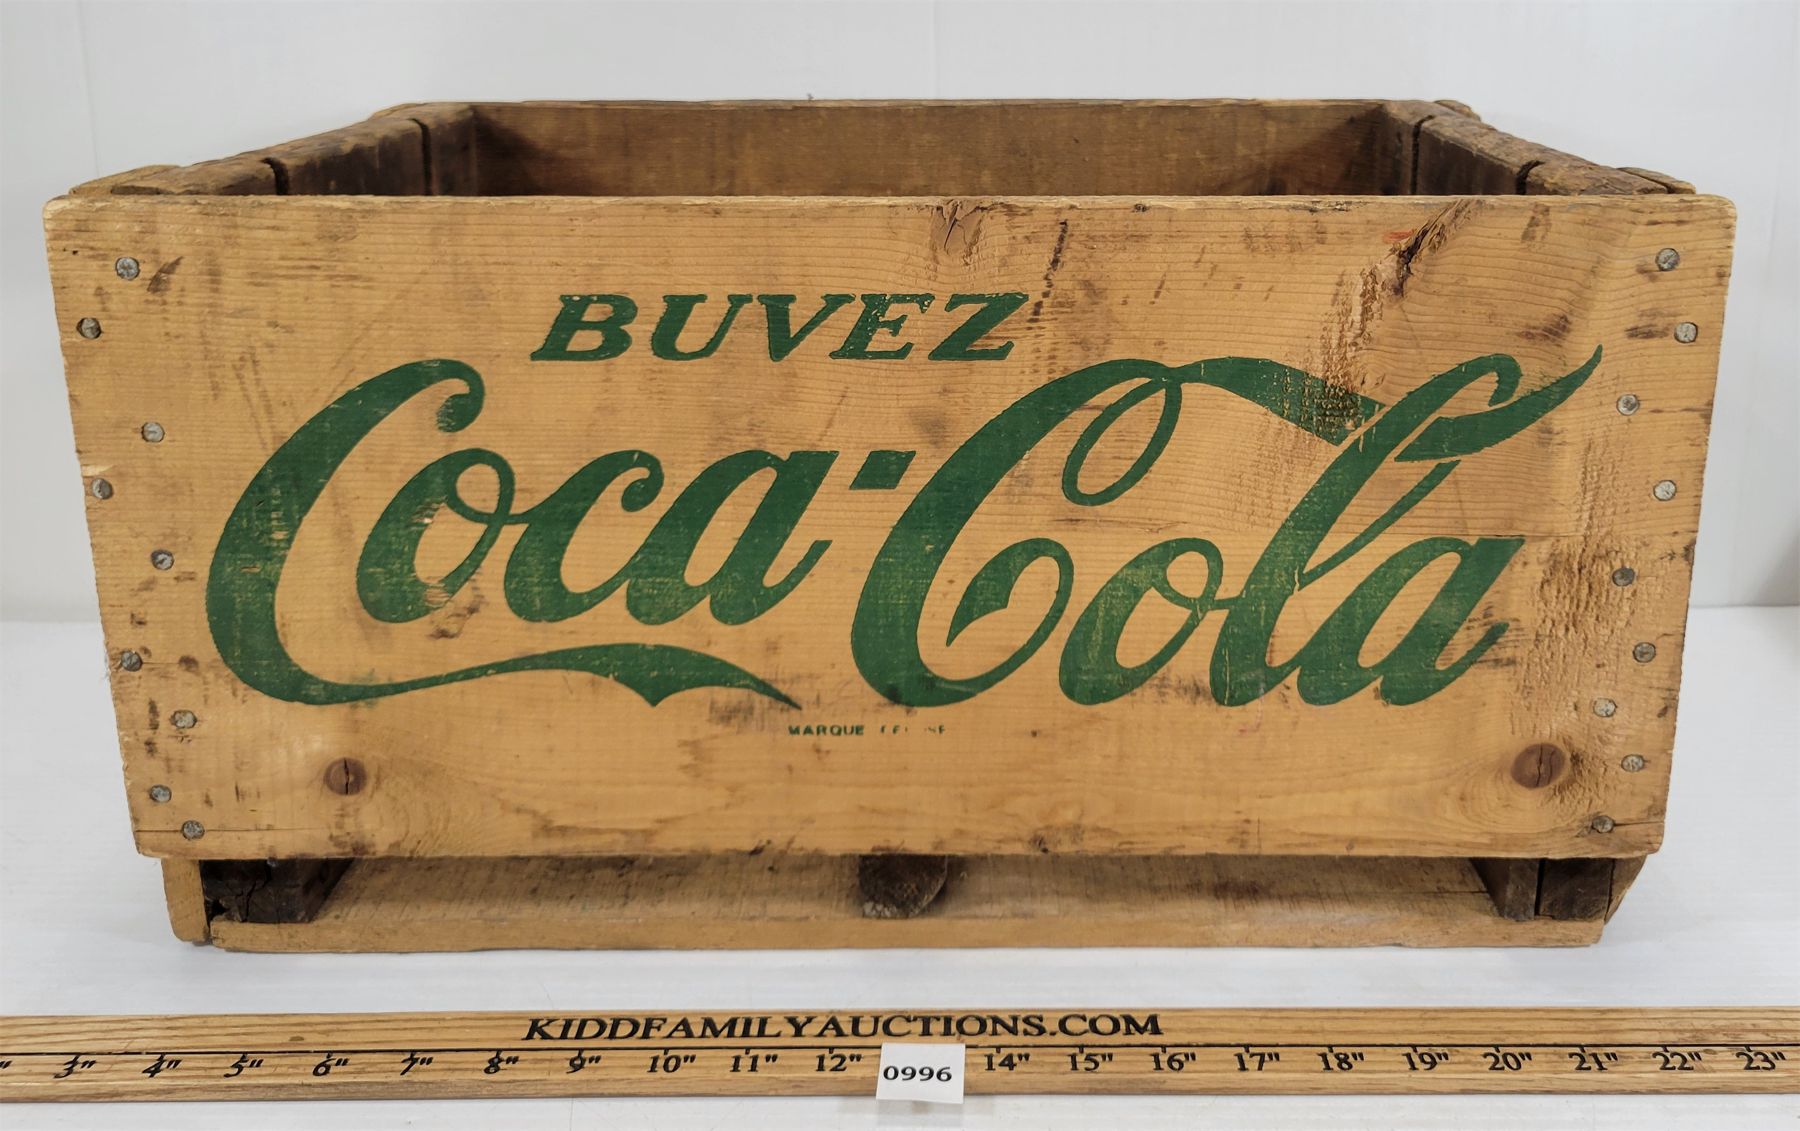 BUVEZ
Coca-Cola
MARQUE
KIDDFAMILYAUCTIONS.COM
3" 4" 5" 6" 7" 8" 9" 10" 11" 12" 0996 14" 15" 16" 17" 18" 19" 20" 21" 22" 23"